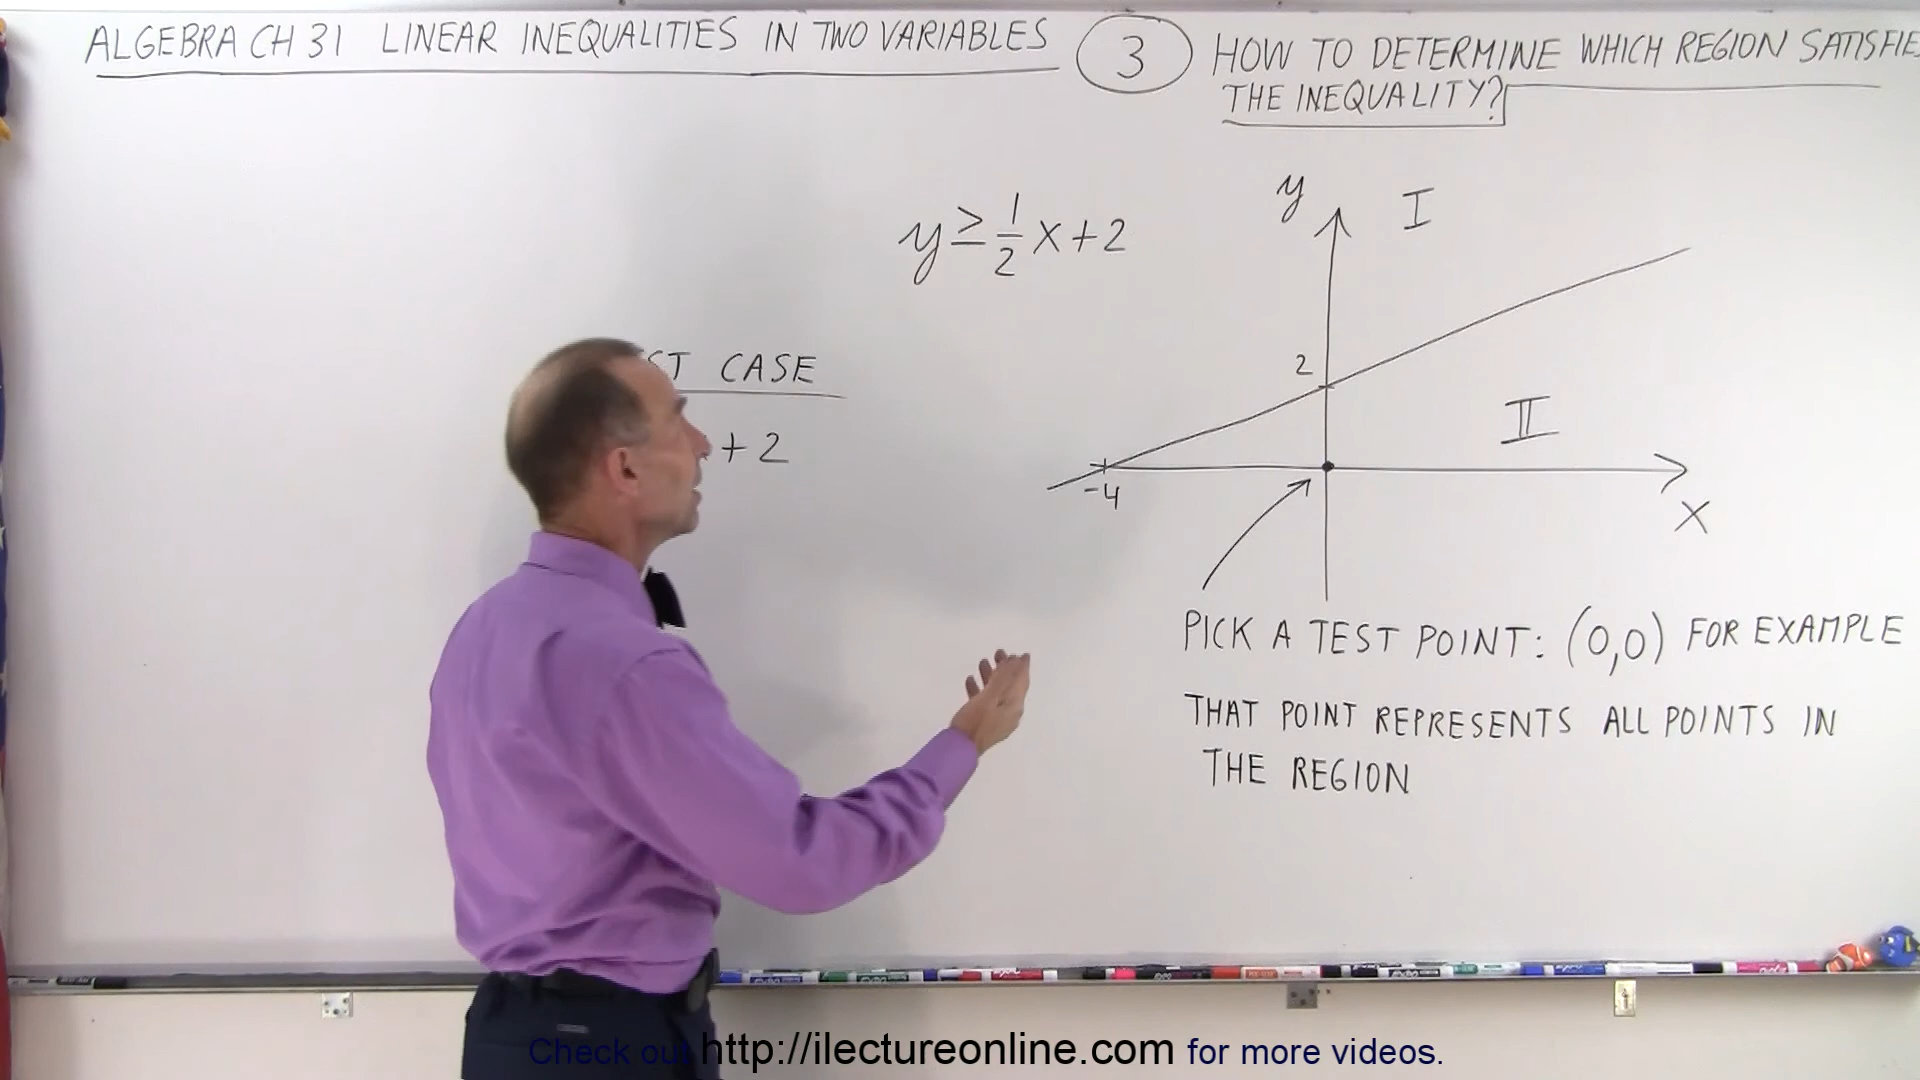 ALGEBRA CH 31 LINEAR INEQUALITIES IN TWO VARIABLES
3
HOW TO DETERMINE WHICH REGION
THE INEQUALITY?
y ≥ 1/2 x + 2
y
I
2
II
-4
x
CASE
+ 2
PICK A TEST POINT: (0,0) FOR EXAMPLE
THAT POINT REPRESENTS ALL POINTS IN
THE REGION
Check out http://ilectureonline.com for more videos.